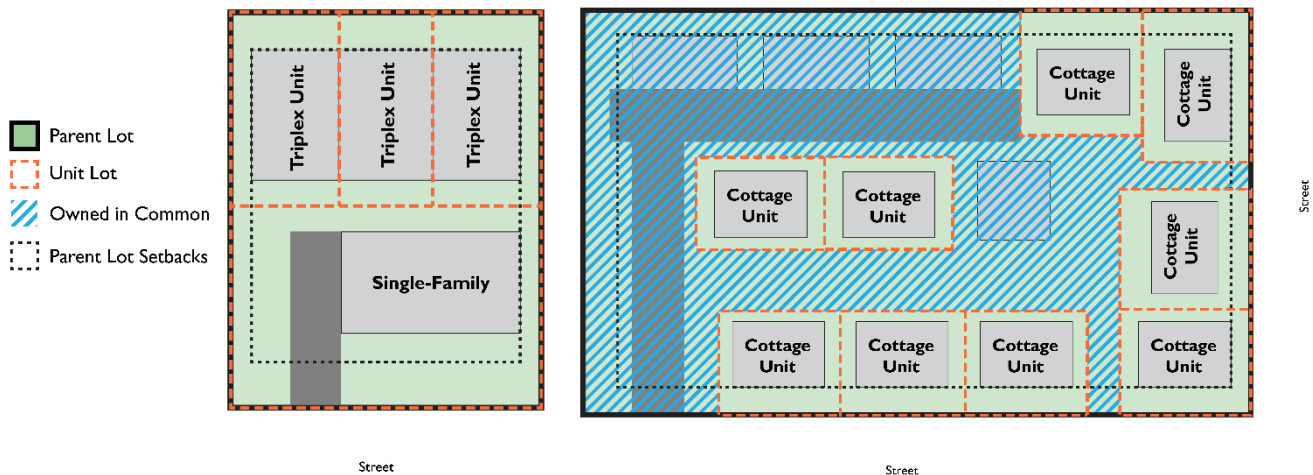 Parent Lot
Unit Lot
Owned in Common
Parent Lot Setbacks
Triplex Unit
Triplex Unit
Triplex Unit
Single-Family
Street
Cottage
Unit
Cottage
Unit
Cottage
Unit
Cottage
Unit
Cottage
Unit
Cottage
Unit
Cottage
Unit
Cottage
Unit
Cottage
Unit
Street
Street